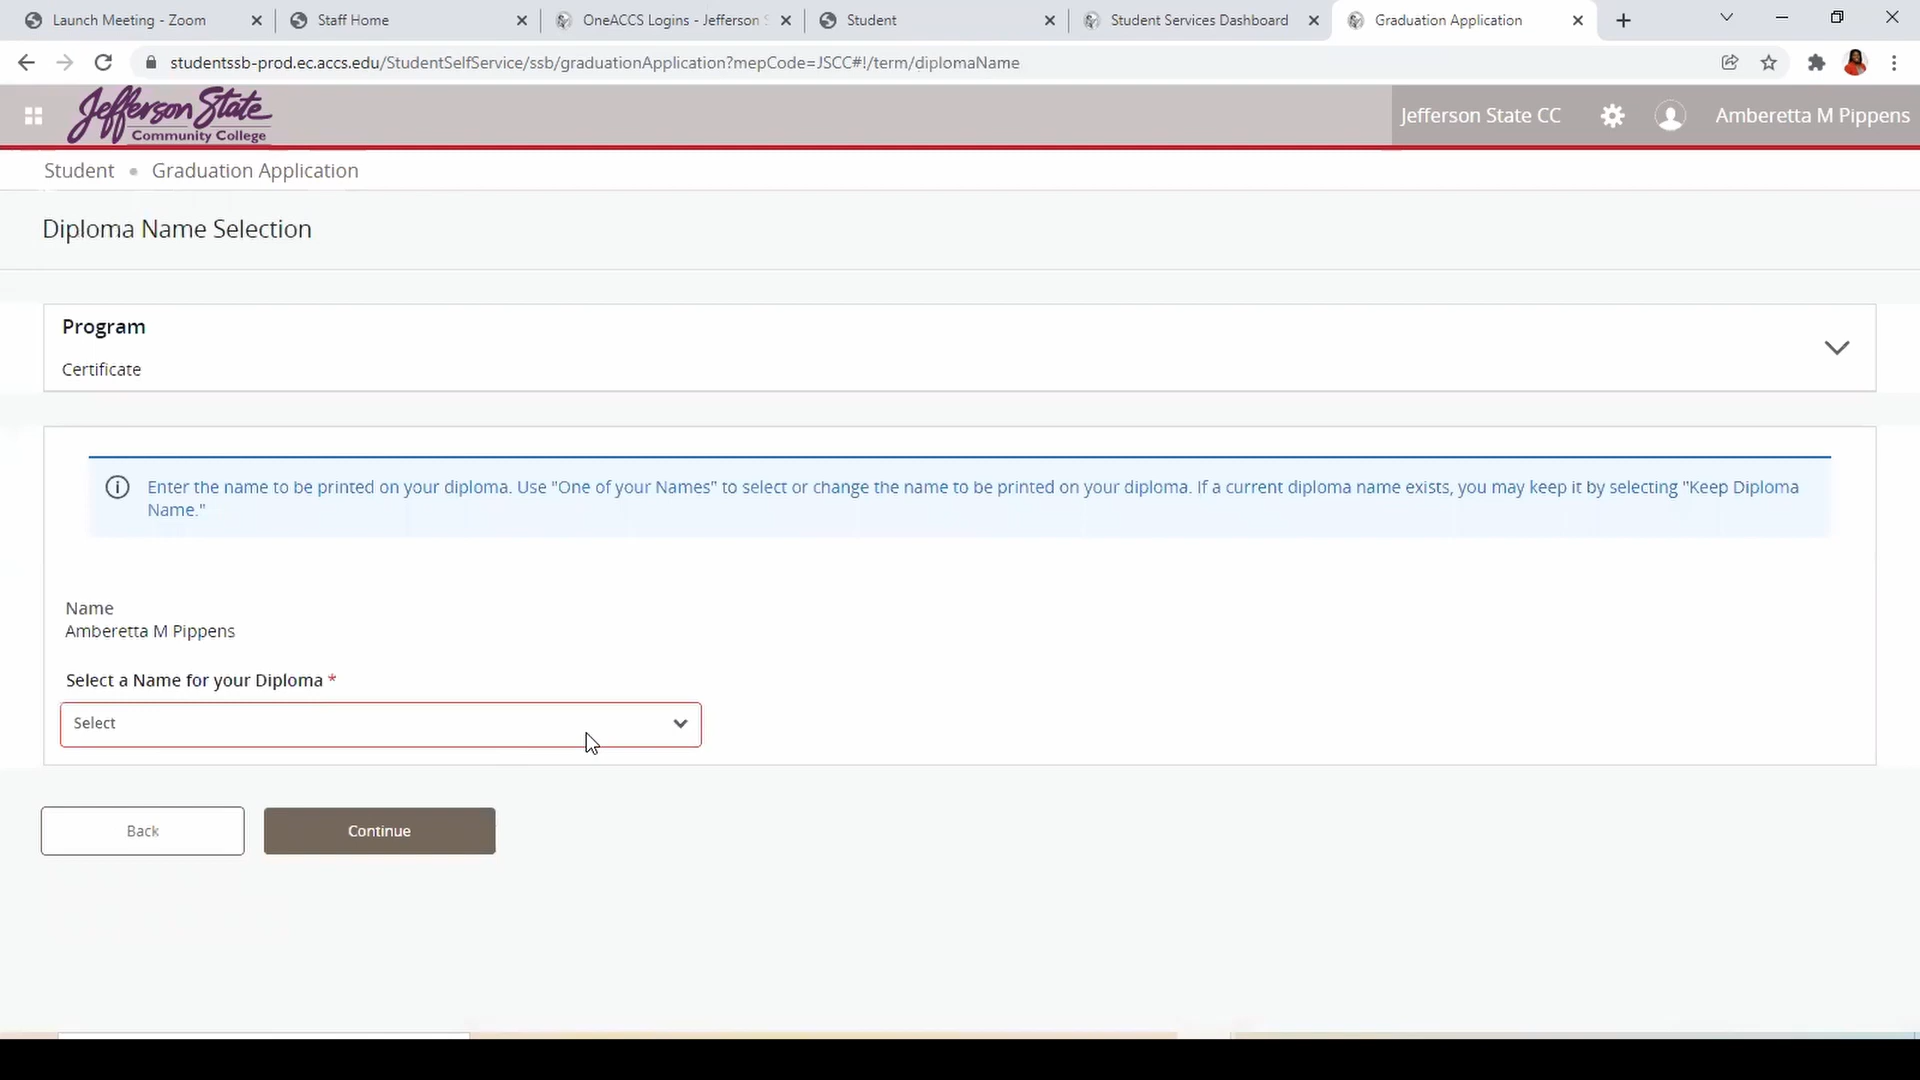 Launch Meeting - Zoom
Staff Home
OneACCS Logins - Jefferson S
Student
Student Services Dashboard
Graduation Application
studentssb-prod.ec.accs.edu/StudentSelfService/ssb/graduationApplication?mepCode=JSCC#!/term/diplomaName
Jefferson State
Community College
Jefferson State CC
Amberetta M Pippens
Student • Graduation Application
Diploma Name Selection
Program
Certificate
Enter the name to be printed on your diploma. Use "One of your Names" to select or change the name to be printed on your diploma. If a current diploma name exists, you may keep it by selecting "Keep Diploma
Name."
Name
Amberetta M Pippens
Select a Name for your Diploma *
Select
Back
Continue